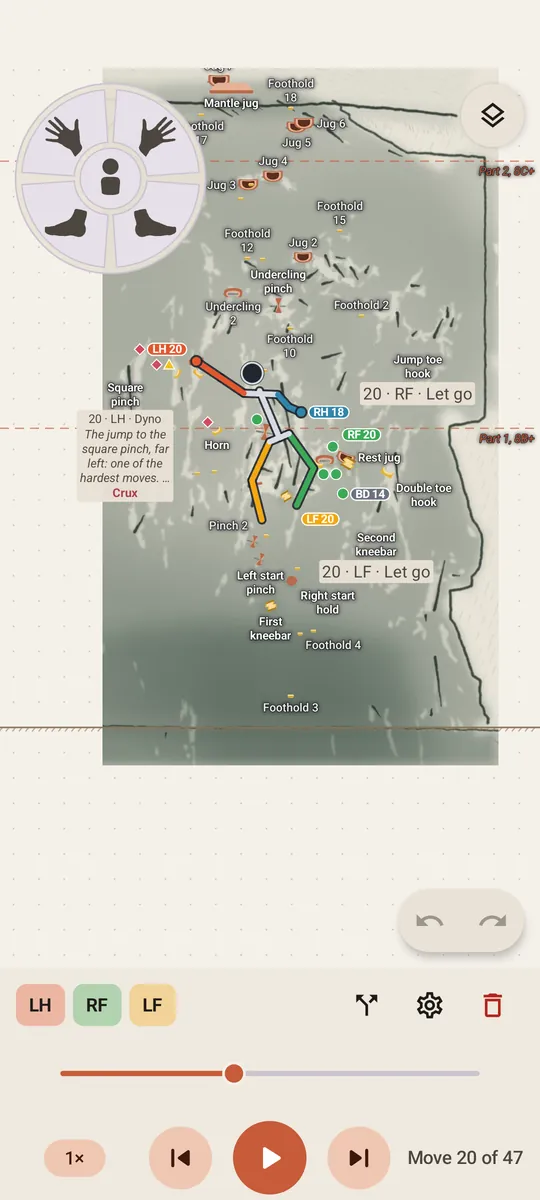 Foothold
18
Mantle jug
Jug 6
Jug 5
Part 2, 8C+
Jug 4
Jug 3
Foothold
15
Foothold
12
Jug 2
Undercling
pinch
Undercling
2
Foothold 2
Foothold
10
LH 20
Jump toe
hook
Square
pinch
20 · RF · Let go
RH 18
20 · LH · Dyno
The jump to the
square pinch, far
left: one of the
hardest moves. …
Crux
RF 20
Part 1, 8B+
Horn
Rest jug
Double toe
hook
BD 14
LF 20
Pinch 2
Second
kneebar
20 · LF · Let go
Left start
pinch
Right start
hold
First
kneebar
Foothold 4
Foothold 3
LH
RF
LF
1×
Move 20 of 47